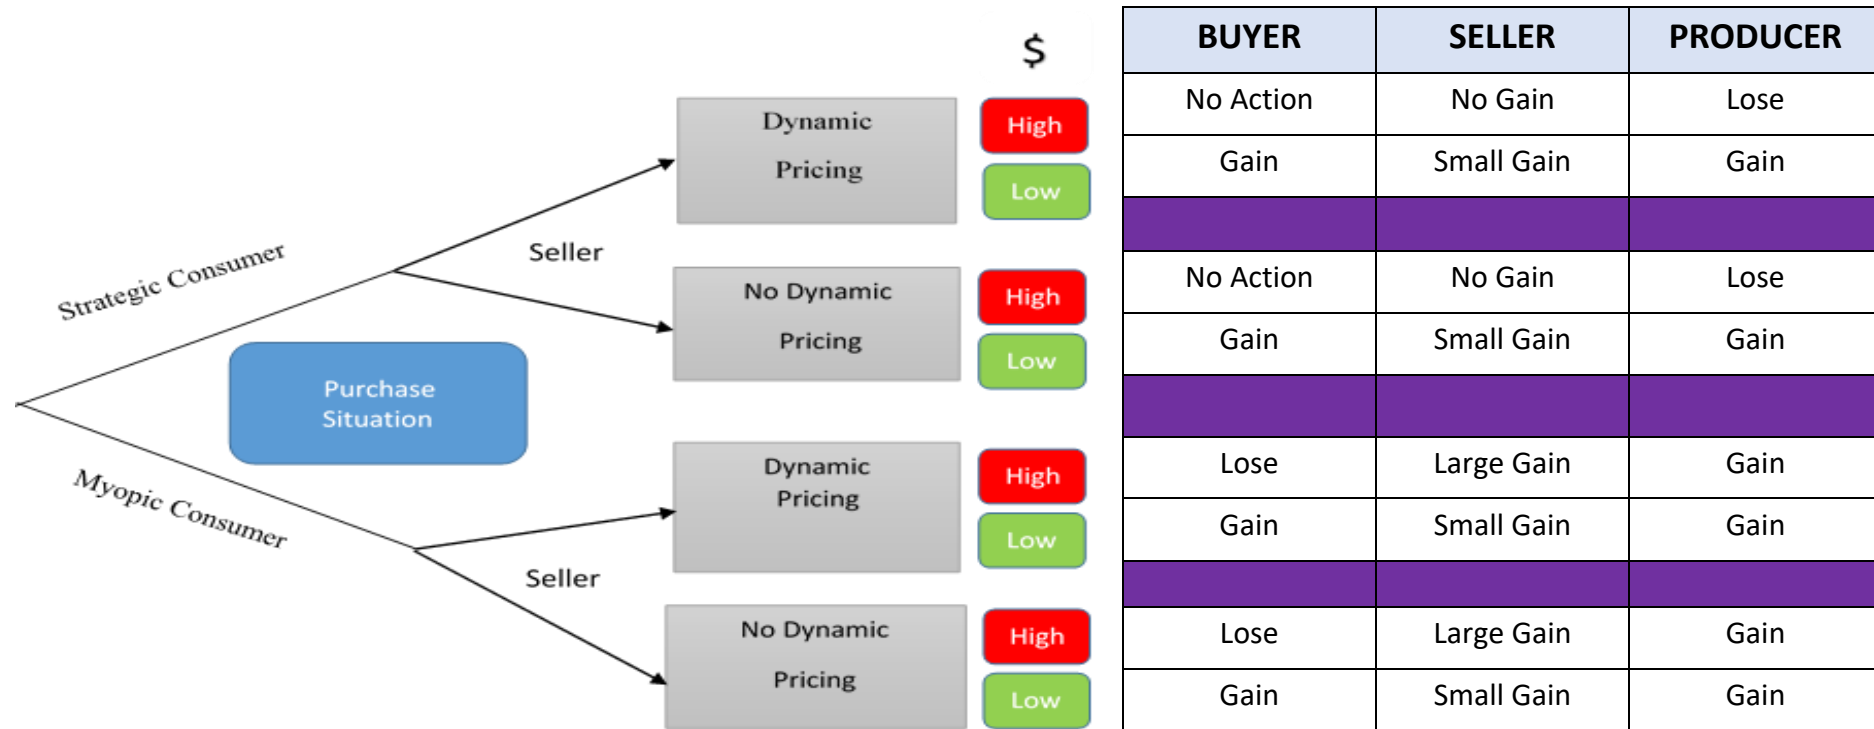 $
BUYER SELLER PRODUCER
Dynamic
Pricing
High
Low
No Action No Gain Lose
Gain Small Gain Gain
Strategic Consumer
Seller
No Dynamic
Pricing
High
Low
No Action No Gain Lose
Gain Small Gain Gain
Purchase
Situation
Myopic Consumer
Seller
Dynamic
Pricing
High
Low
Lose Large Gain Gain
Gain Small Gain Gain
No Dynamic
Pricing
High
Low
Lose Large Gain Gain
Gain Small Gain Gain